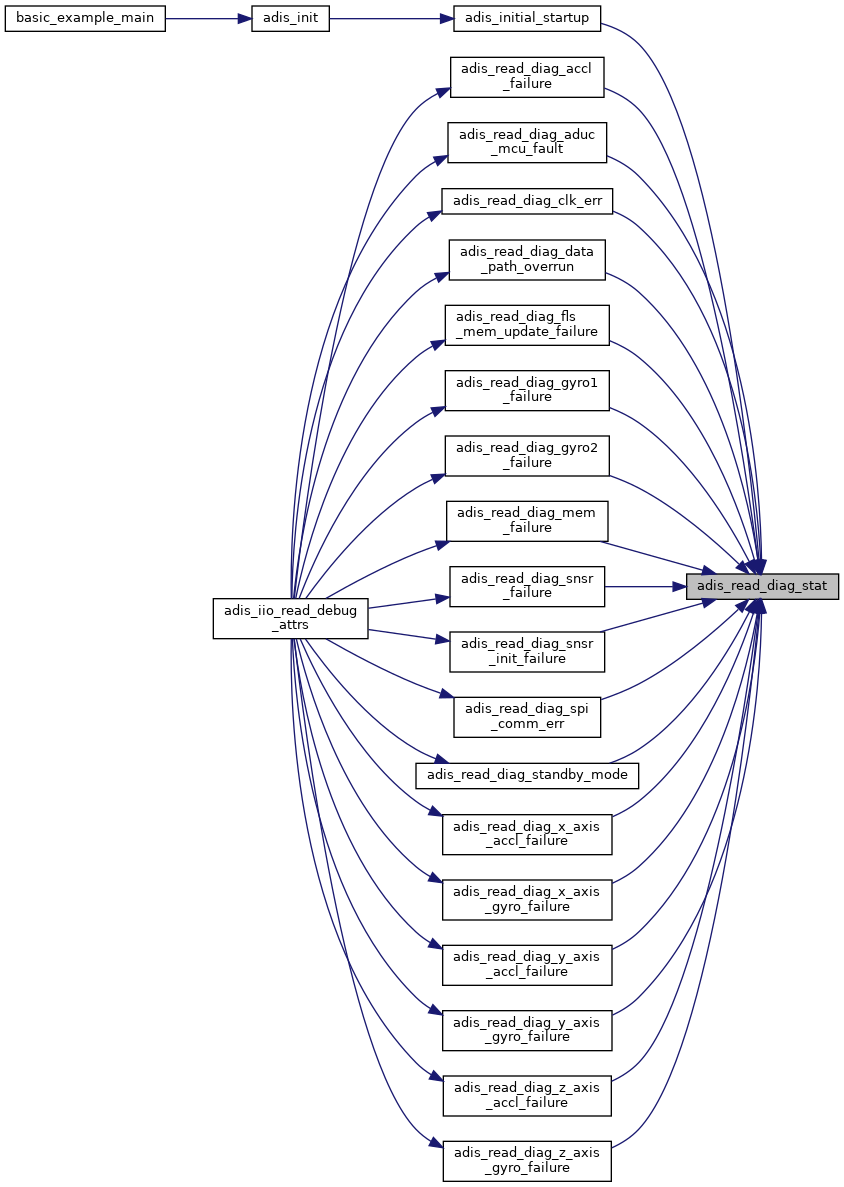 basic_example_main
adis_init
adis_initial_startup
adis_read_diag_accl
_failure
adis_read_diag_aduc
_mcu_fault
adis_read_diag_clk_err
adis_read_diag_data
_path_overrun
adis_read_diag_fls
_mem_update_failure
adis_read_diag_gyro1
_failure
adis_read_diag_gyro2
_failure
adis_read_diag_mem
_failure
adis_read_diag_snsr
_failure
adis_read_diag_stat
adis_iio_read_debug
_attrs
adis_read_diag_snsr
_init_failure
adis_read_diag_spi
_comm_err
adis_read_diag_standby_mode
adis_read_diag_x_axis
_accl_failure
adis_read_diag_x_axis
_gyro_failure
adis_read_diag_y_axis
_accl_failure
adis_read_diag_y_axis
_gyro_failure
adis_read_diag_z_axis
_accl_failure
adis_read_diag_z_axis
_gyro_failure